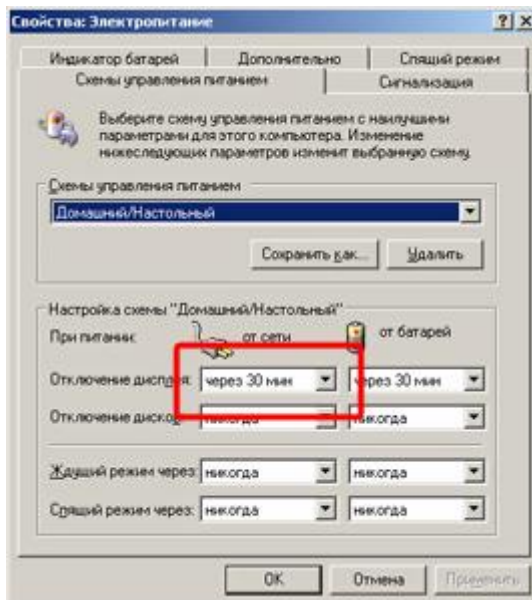 Свойства: Электропитание
Индикатор батарей Дополнительно Спящий режим
Схемы управления питанием Сигнализация
Выберите схему управления питанием с наилучшими
параметрами для этого компьютера. Изменение
нижеследующих параметров изменит выбранную схему.
Схемы управления питанием
Домашний/Настольный
Сохранить как... Удалить
Настройка схемы "Домашний/Настольный"
При питании: от сети от батарей
Отключение дисплея: через 30 мин через 30 мин
Отключение дисков: никогда никогда
Ждущий режим через: никогда никогда
Спящий режим через: никогда никогда
ОК Отмена Применить